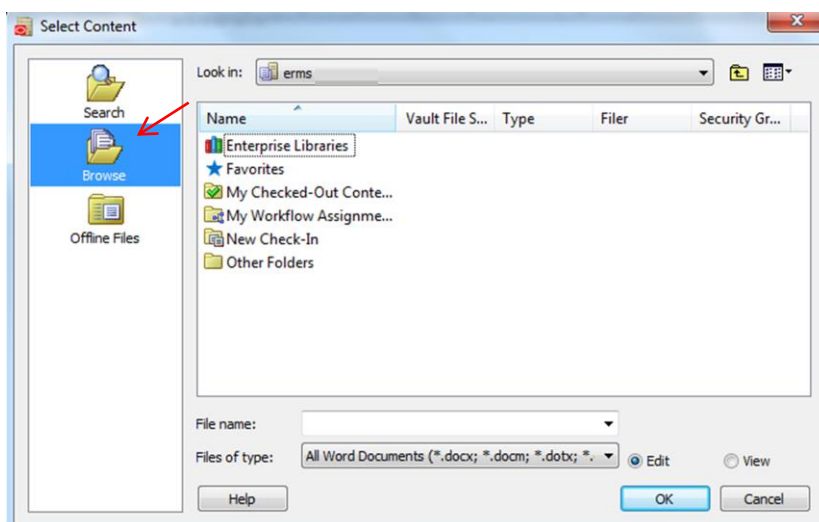 Select Content
Look in: erms
Search
Browse
Offline Files
Name Vault File S... Type Filer Security Gr...
Enterprise Libraries
Favorites
My Checked-Out Conte...
My Workflow Assignme...
New Check-In
Other Folders
File name:
Files of type: All Word Documents (*.docx; *.docm; *.dotx; *. Edit View
Help OK Cancel